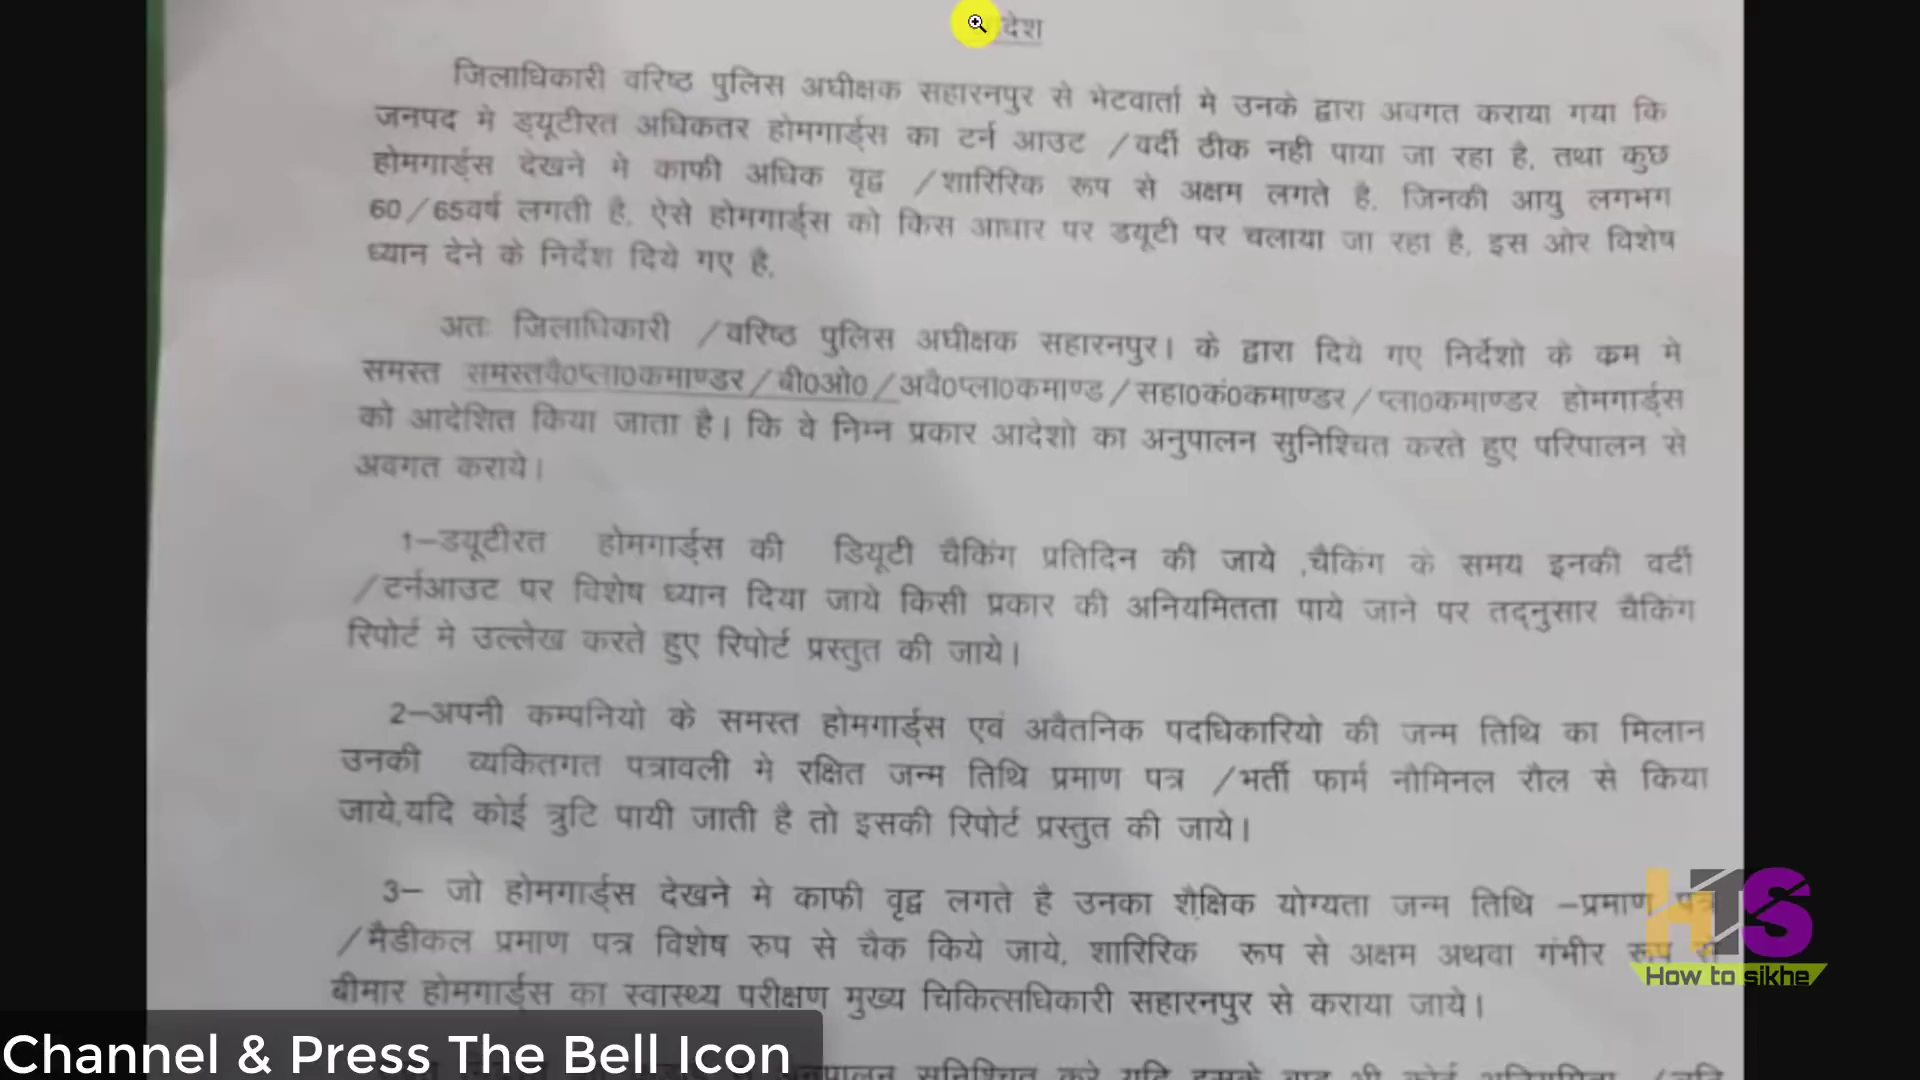 देश
जिलाधिकारी वरिष्ठ पुलिस अधीक्षक सहारनपुर से भेटवार्ता मे उनके द्वारा अवगत कराया गया कि
जनपद मे ड्यूटीरत अधिकतर होमगार्ड्स का टर्न आउट /वर्दी ठीक नही पाया जा रहा है, तथा कुछ
होमगार्ड्स देखने मे काफी अधिक वृद्व /शारिरिक रूप से अक्षम लगते है, जिनकी आयु लगभग
60/65वर्ष लगती है, ऐसे होमगार्ड्स को किस आधार पर डयूटी पर चलाया जा रहा है, इस ओर विशेष
ध्यान देने के निर्देश दिये गए है,
अतः जिलाधिकारी /वरिष्ठ पुलिस अधीक्षक सहारनपुर। के द्वारा दिये गए निर्देशो के क्रम मे
समस्त समस्तवै0प्ला0कमाण्डर/बी0ओ0/अवै0प्ला0कमाण्ड/सहा0कं0कमाण्डर/प्ला0कमाण्डर होमगार्ड्स
को आदेशित किया जाता है। कि वे निम्न प्रकार आदेशो का अनुपालन सुनिश्चित करते हुए परिपालन से
अवगत कराये।
1–डयूटीरत होमगार्ड्स की डियूटी चैकिंग प्रतिदिन की जाये ,चैकिंग के समय इनकी वर्दी
/टर्नआउट पर विशेष ध्यान दिया जाये किसी प्रकार की अनियमितता पाये जाने पर तद्नुसार चैकिंग
रिपोर्ट मे उल्लेख करते हुए रिपोर्ट प्रस्तुत की जाये।
2–अपनी कम्पनियो के समस्त होमगार्ड्स एवं अवैतनिक पदधिकारियो की जन्म तिथि का मिलान
उनकी व्यकितगत पत्रावली मे रक्षित जन्म तिथि प्रमाण पत्र /भर्ती फार्म नौमिनल रौल से किया
जाये,यदि कोई त्रुटि पायी जाती है तो इसकी रिपोर्ट प्रस्तुत की जाये।
3– जो होमगार्ड्स देखने मे काफी वृद्व लगते है उनका शैक्षिक योग्यता जन्म तिथि –प्रमाण पत्र
/मैडीकल प्रमाण पत्र विशेष रुप से चैक किये जाये, शारिरिक रूप से अक्षम अथवा गंभीर रूप से
बीमार होमगार्ड्स का स्वास्थ्य परीक्षण मुख्य चिकित्सधिकारी सहारनपुर से कराया जाये।
HTS
How to sikhe
Channel & Press The Bell Icon